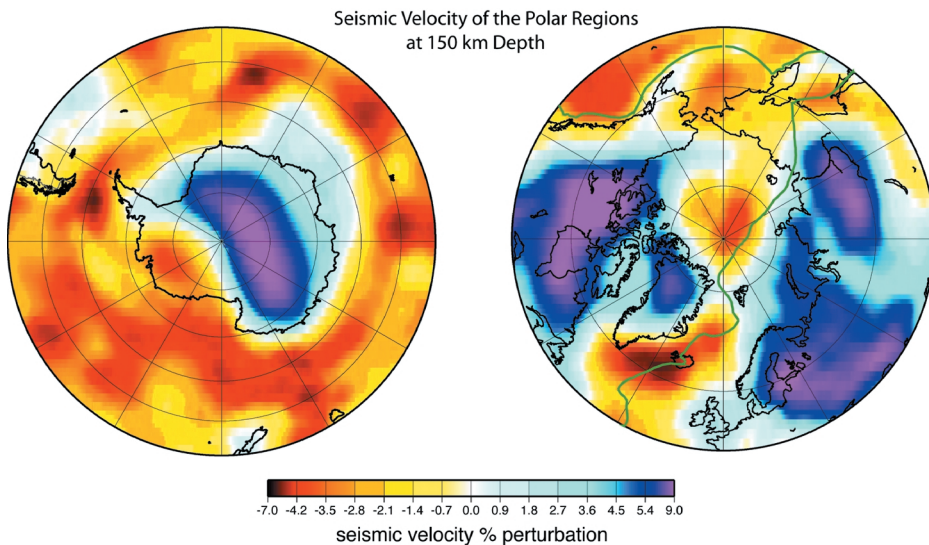 Seismic Velocity of the Polar Regions
at 150 km Depth
-7.0 -4.2 -3.5 -2.8 -2.1 -1.4 -0.7 0.0 0.9 1.8 2.7 3.6 4.5 5.4 9.0
seismic velocity % perturbation